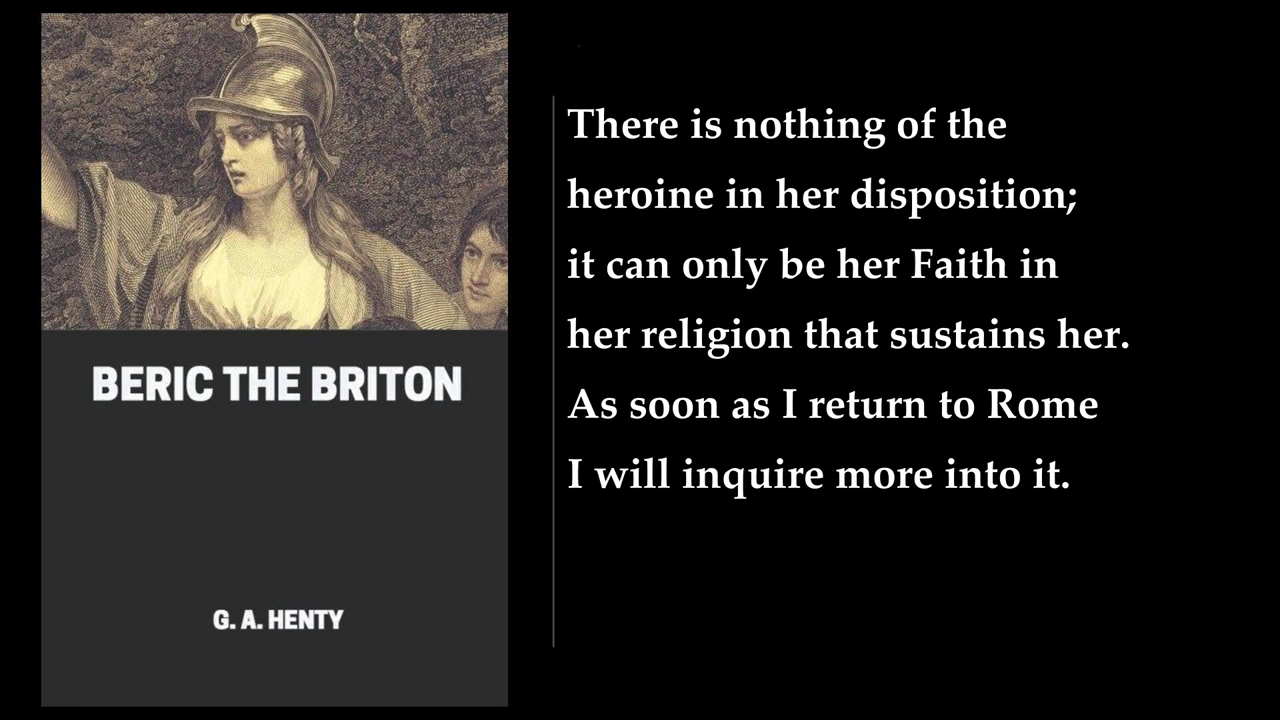 BERIC THE BRITON
G. A. HENTY
There is nothing of the
heroine in her disposition;
it can only be her Faith in
her religion that sustains her.
As soon as I return to Rome
I will inquire more into it.